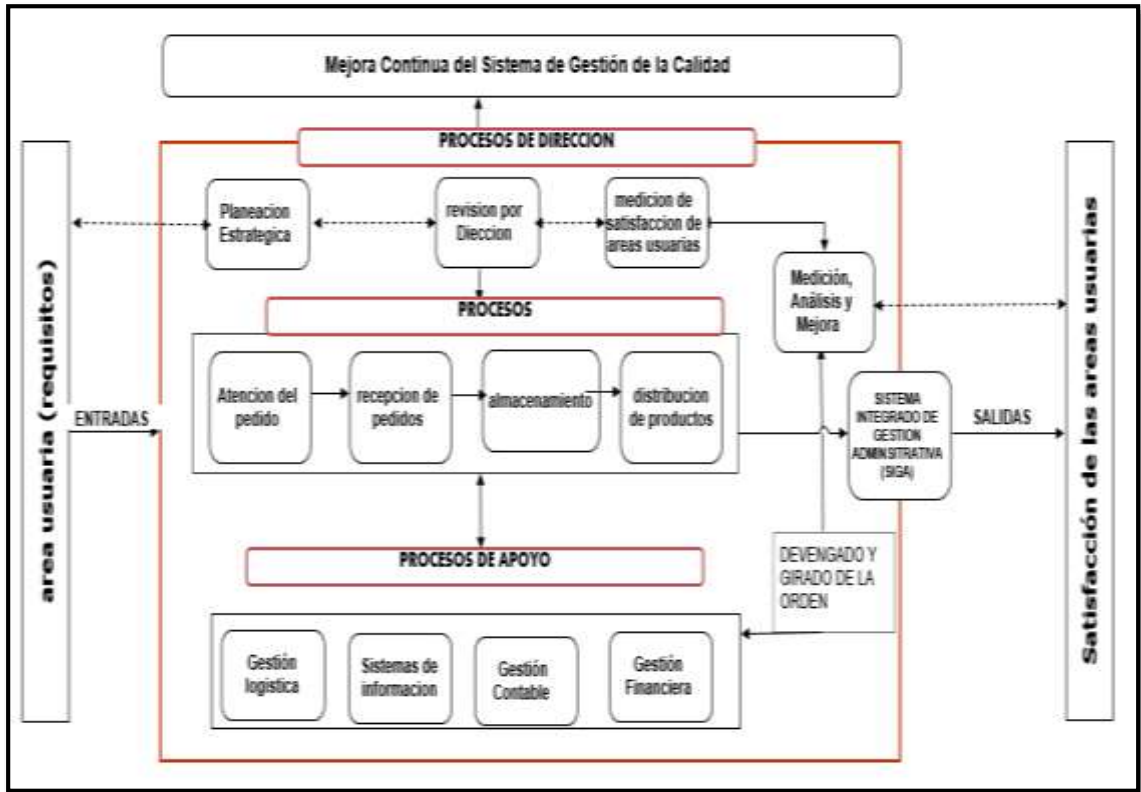 Mejora Continua del Sistema de Gestión de la Calidad
PROCESOS DE DIRECCION
area usuaria (requisitos)
Planeacion
Estrategica
revision por
Dieccion
medicion de
satisfaccion de
areas usuarias
Medición,
Análisis y
Mejora
PROCESOS
Atencion del
pedido
recepcion de
pedidos
almacenamiento
distribucion
de productos
ENTRADAS
SISTEMA
INTEGRADO DE
GESTION
ADMINSITRATIVA
(SIGA)
SALIDAS
Satisfacción de las areas usuarias
PROCESOS DE APOYO
DEVENGADO Y
GIRADO DE LA
ORDEN
Gestión
logistica
Sistemas de
informacion
Gestión
Contable
Gestión
Financiera